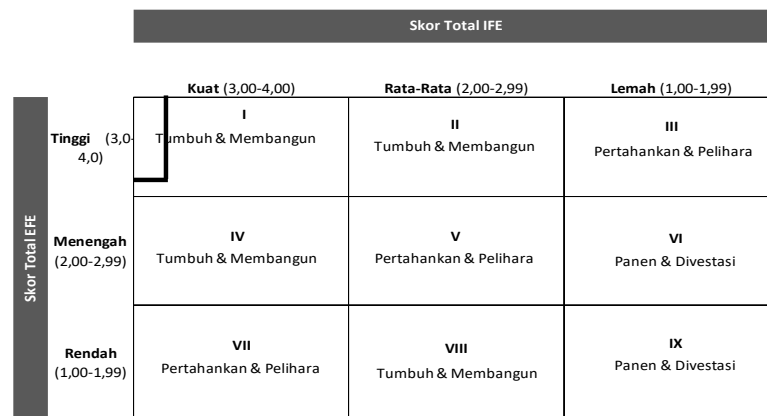 Skor Total IFE
Kuat (3,00-4,00) Rata-Rata (2,00-2,99) Lemah (1,00-1,99)
Skor Total EFE
Tinggi (3,0-
4,0)
I
Tumbuh & Membangun
II
Tumbuh & Membangun
III
Pertahankan & Pelihara
Menengah
(2,00-2,99)
IV
Tumbuh & Membangun
V
Pertahankan & Pelihara
VI
Panen & Divestasi
Rendah
(1,00-1,99)
VII
Pertahankan & Pelihara
VIII
Tumbuh & Membangun
IX
Panen & Divestasi